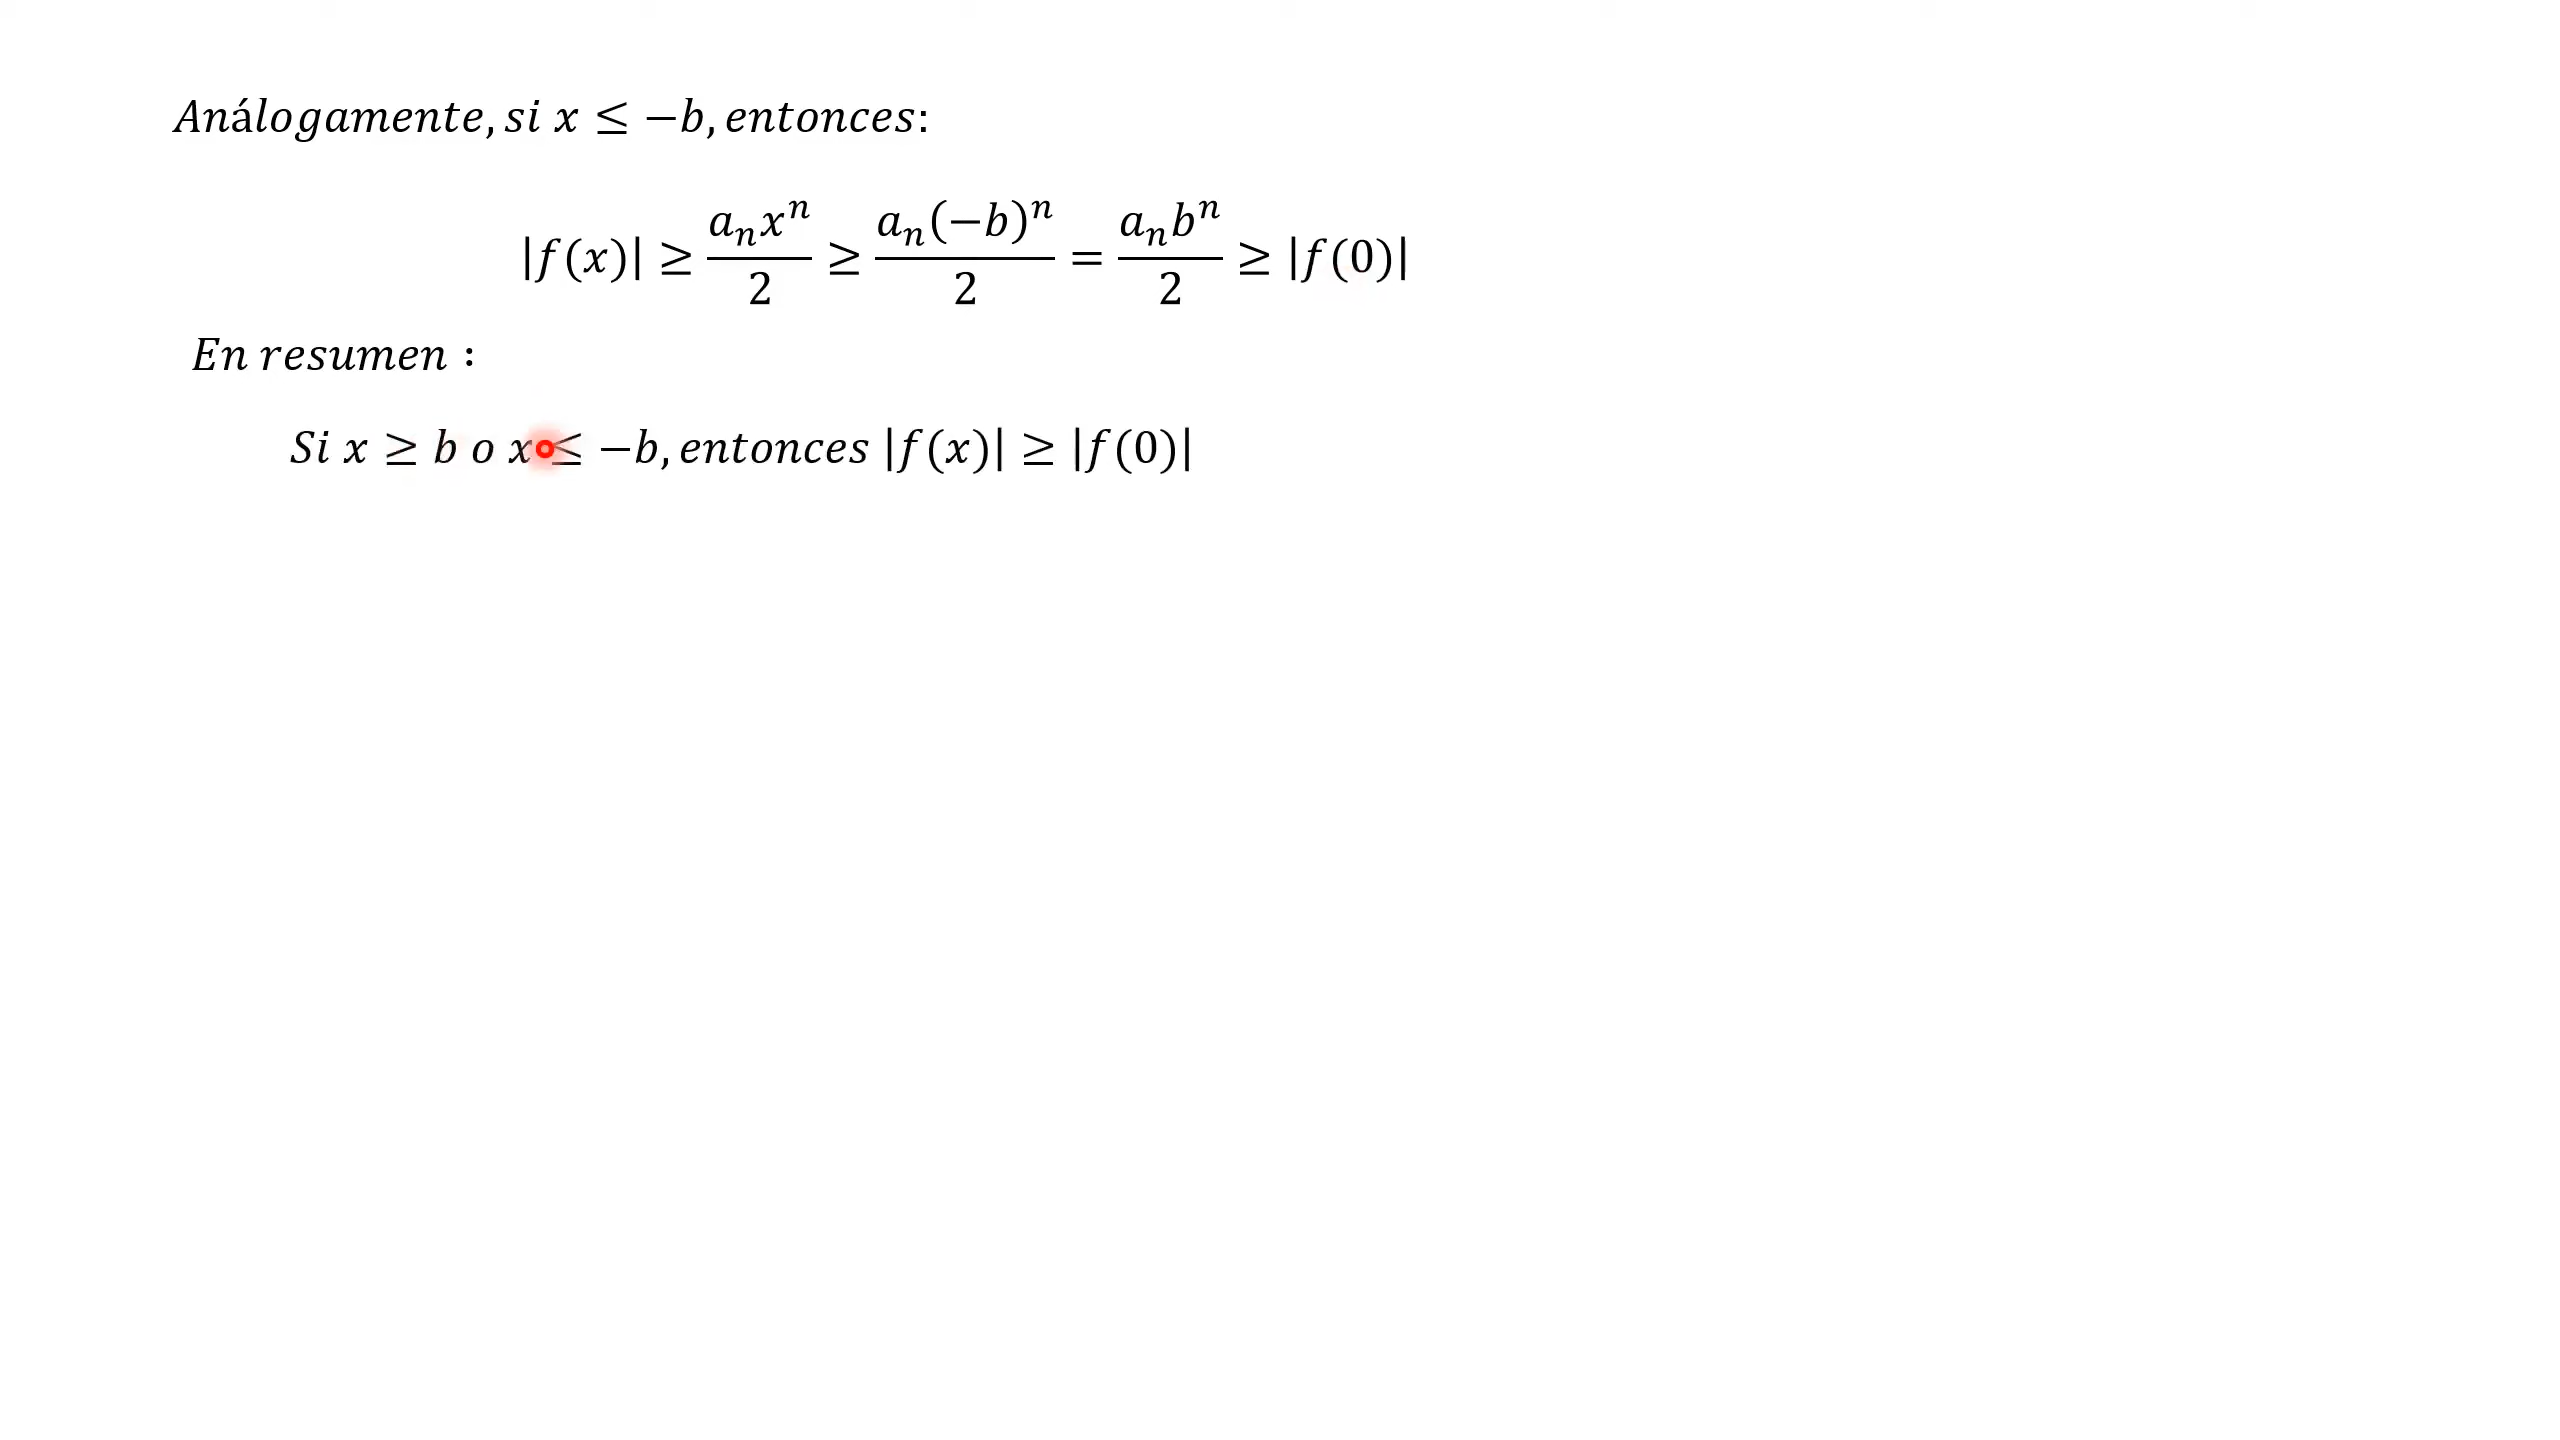 Análogamente, si x ≤ −b, entonces:
|f(x)| ≥ aₙxⁿ/2 ≥ aₙ(−b)ⁿ/2 = aₙbⁿ/2 ≥ |f(0)|
En resumen :
Si x ≥ b o x ≤ −b, entonces |f(x)| ≥ |f(0)|